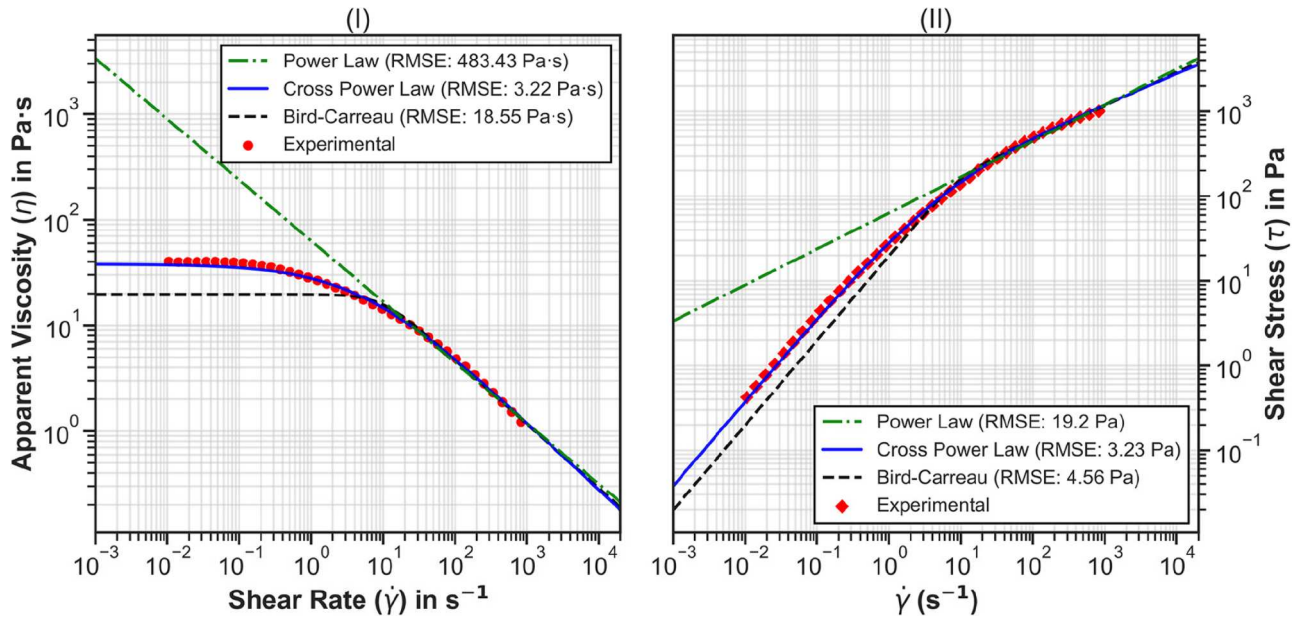 (I)
Power Law (RMSE: 483.43 Pa·s)
Cross Power Law (RMSE: 3.22 Pa·s)
Bird-Carreau (RMSE: 18.55 Pa·s)
Experimental
Apparent Viscosity (η) in Pa·s
10³
10²
10¹
10⁰
10⁻³ 10⁻² 10⁻¹ 10⁰ 10¹ 10² 10³ 10⁴
Shear Rate (γ̇) in s⁻¹
(II)
Power Law (RMSE: 19.2 Pa)
Cross Power Law (RMSE: 3.23 Pa)
Bird-Carreau (RMSE: 4.56 Pa)
Experimental
10³
10²
10¹
10⁰
10⁻¹
Shear Stress (τ) in Pa
10⁻³ 10⁻² 10⁻¹ 10⁰ 10¹ 10² 10³ 10⁴
γ̇ (s⁻¹)